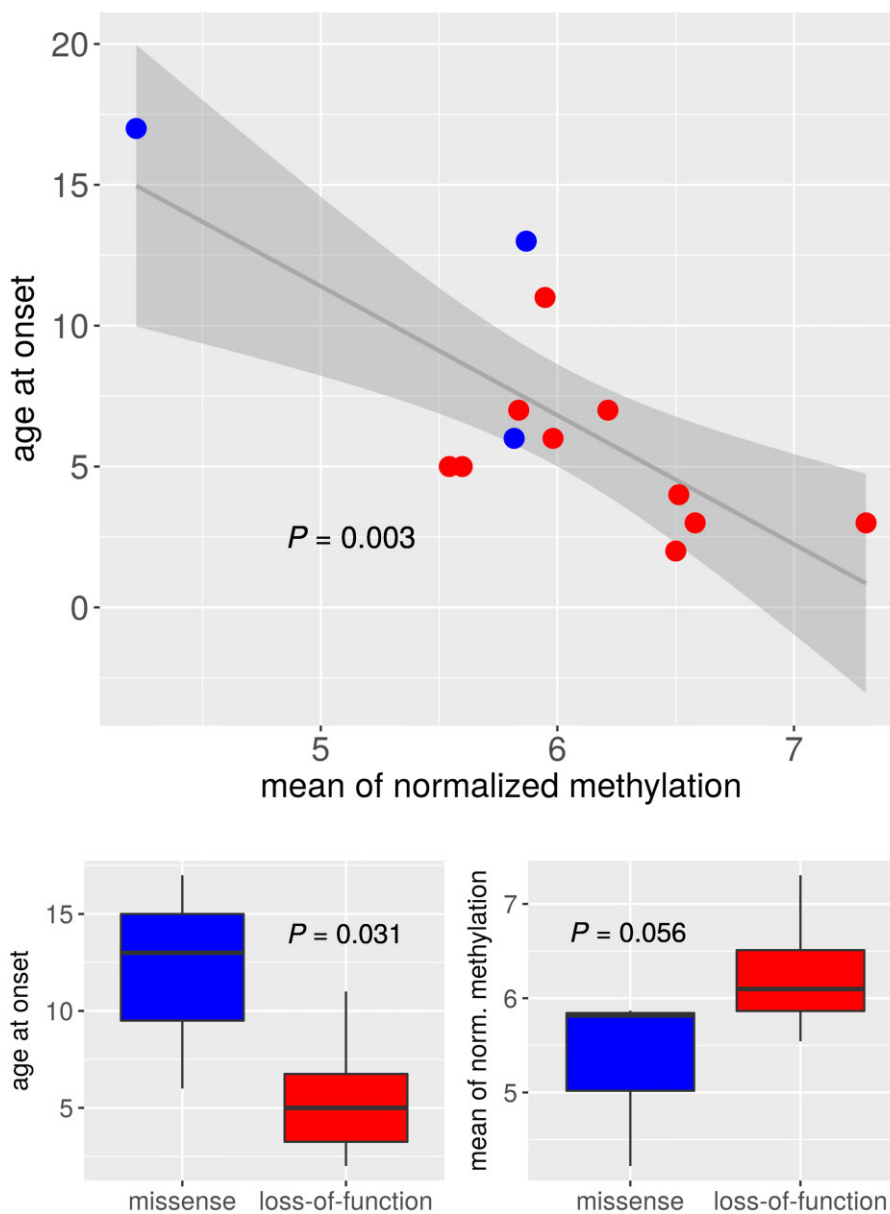 20
15
10
5
0
age at onset
P = 0.003
5 6 7
mean of normalized methylation
15
10
5
age at onset
P = 0.031
missense loss-of-function
7
6
5
mean of norm. methylation
P = 0.056
missense loss-of-function